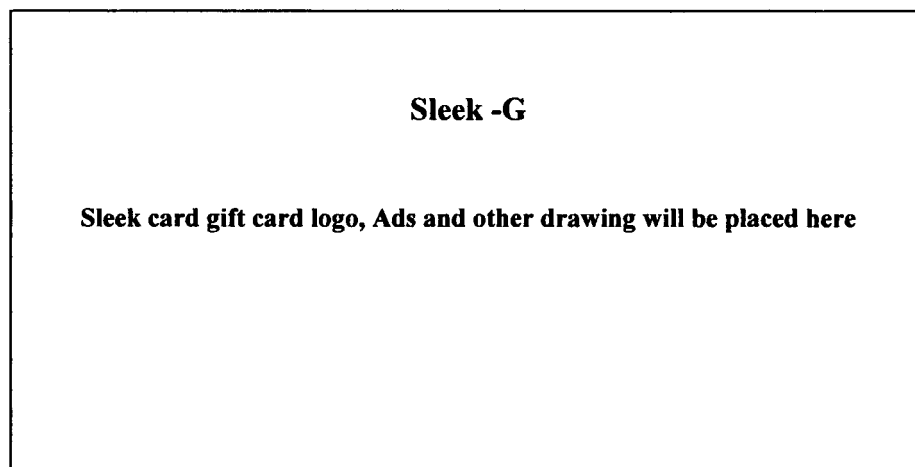 Sleek -G
Sleek card gift card logo, Ads and other drawing will be placed here